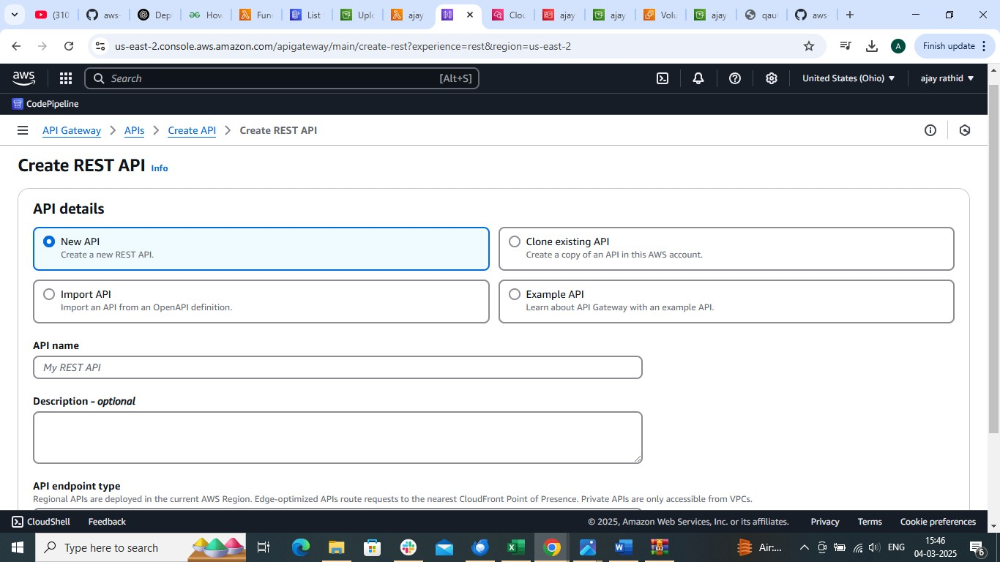 (310 aws- Dep How Func List Uplo ajay Clou ajay ajay Volu ajay qau aws-
us-east-2.console.aws.amazon.com/apigateway/main/create-rest?experience=rest&region=us-east-2 A Finish update
aws Search [Alt+S] United States (Ohio) ajay rathid
CodePipeline
API Gateway APIs Create API Create REST API
Create REST API Info
API details
New API
Create a new REST API.
Clone existing API
Create a copy of an API in this AWS account.
Import API
Import an API from an OpenAPI definition.
Example API
Learn about API Gateway with an example API.
API name
My REST API
Description - optional
API endpoint type
Regional APIs are deployed in the current AWS Region. Edge-optimized APIs route requests to the nearest CloudFront Point of Presence. Private APIs are only accessible from VPCs.
CloudShell Feedback © 2025, Amazon Web Services, Inc. or its affiliates. Privacy Terms Cookie preferences
Type here to search Air:... ENG 15:46
04-03-2025 6